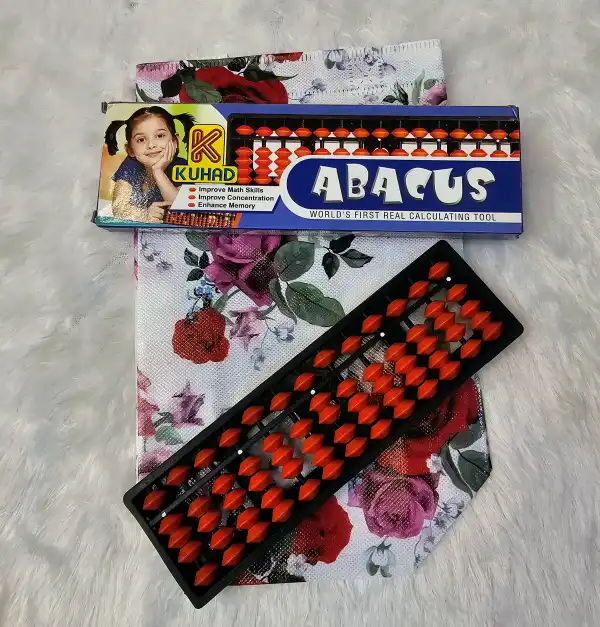 K
KUHAD
Improve Math Skills
Improve Concentration
Enhance Memory
ABACUS
WORLD'S FIRST REAL CALCULATING TOOL